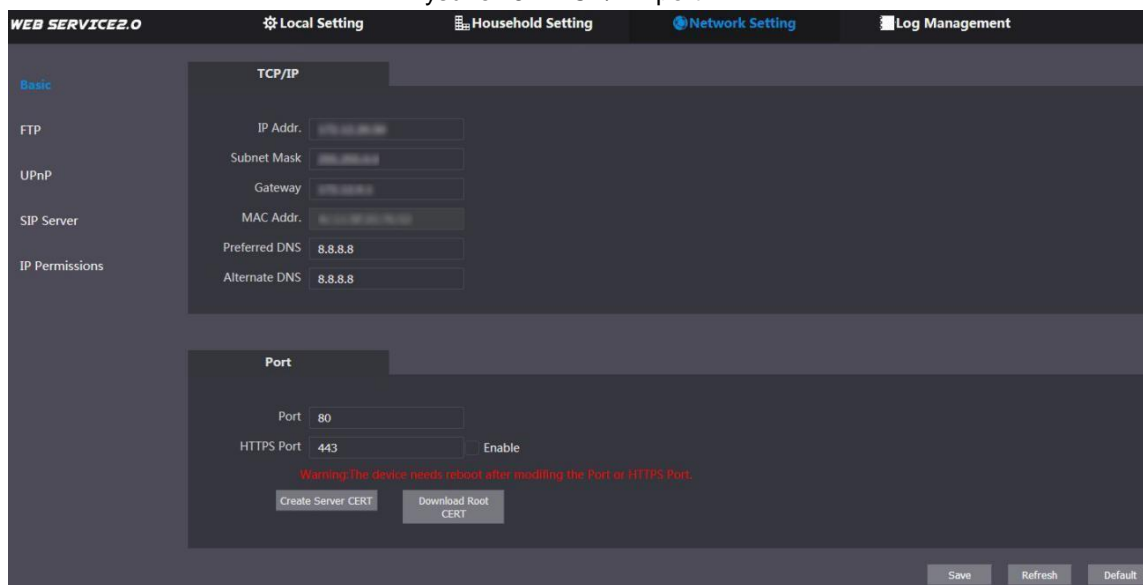 WEB SERVICE2.0
Local Setting
Household Setting
Network Setting
Log Management
Basic
FTP
UPnP
SIP Server
IP Permissions
TCP/IP
IP Addr.
Subnet Mask
Gateway
MAC Addr.
Preferred DNS 8.8.8.8
Alternate DNS 8.8.8.8
Port
Port 80
HTTPS Port 443 Enable
Warning:The device needs reboot after modifing the Port or HTTPS Port.
Create Server CERT
Download Root
CERT
Save
Refresh
Default